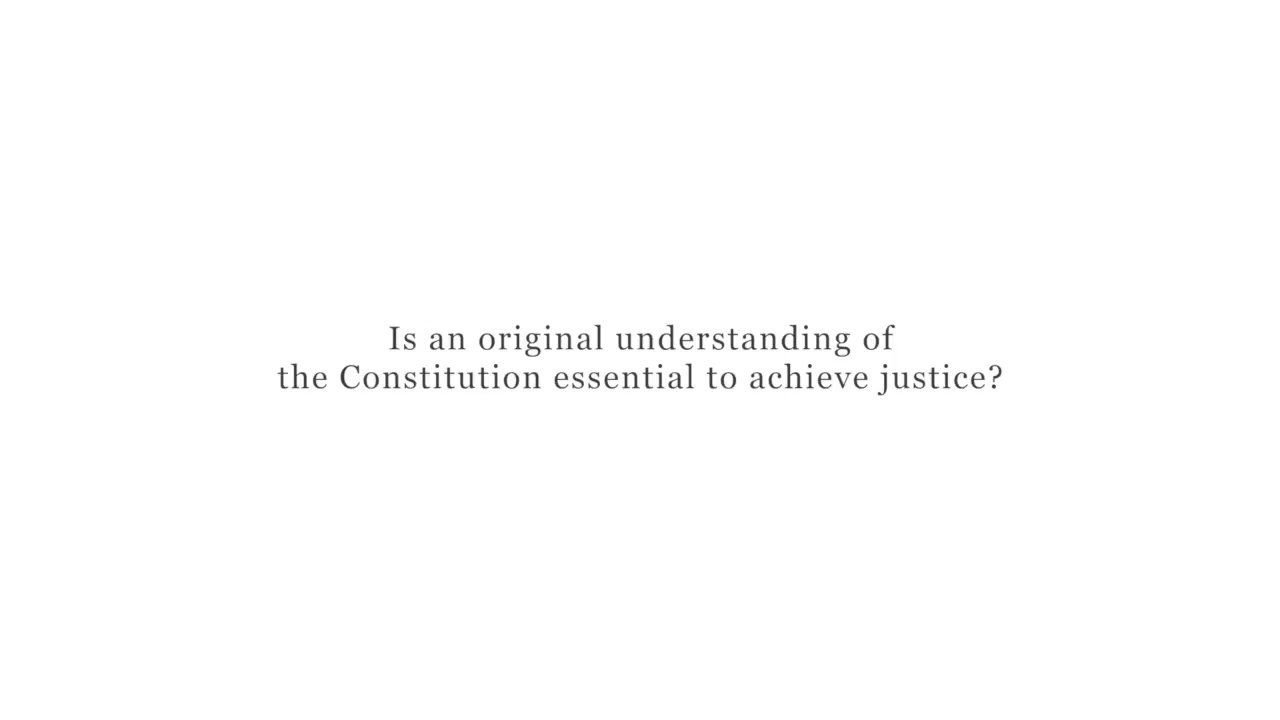 Is an original understanding of
the Constitution essential to achieve justice?